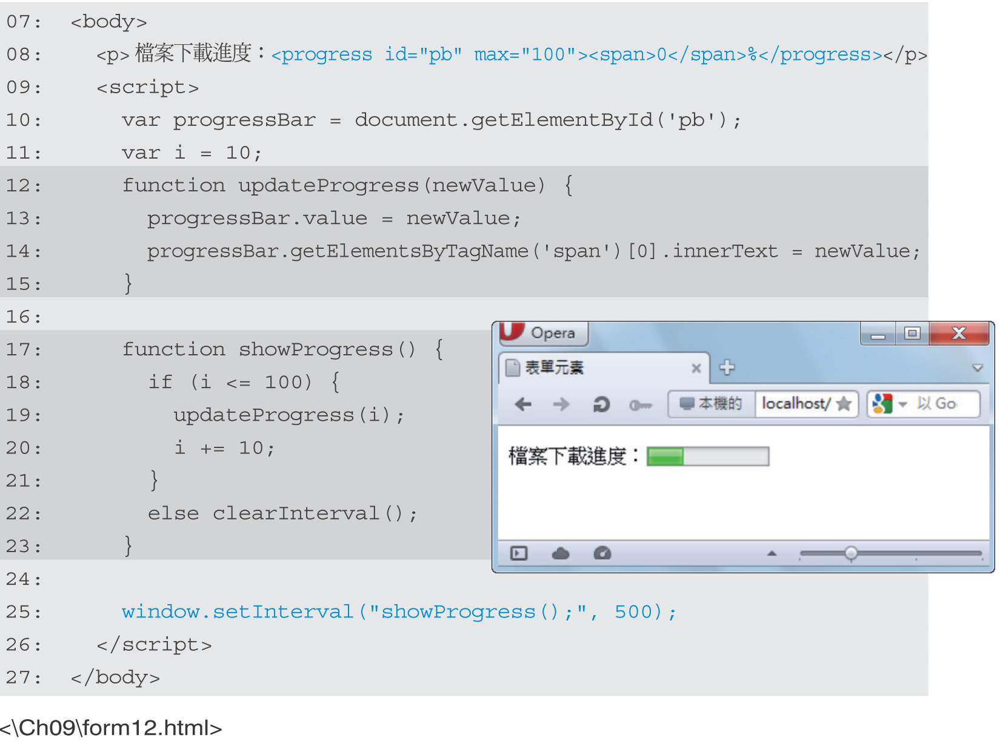 07:  <body>
08:    <p>檔案下載進度：<progress id="pb" max="100"><span>0</span>%</progress></p>
09:    <script>
10:      var progressBar = document.getElementById('pb');
11:      var i = 10;
12:      function updateProgress(newValue) {
13:        progressBar.value = newValue;
14:        progressBar.getElementsByTagName('span')[0].innerText = newValue;
15:      }
16:
17:      function showProgress() {
18:        if (i <= 100) {
19:          updateProgress(i);
20:          i += 10;
21:        }
22:        else clearInterval();
23:      }
24:
25:      window.setInterval("showProgress();", 500);
26:    </script>
27:  </body>
Opera
表單元素
本機的 localhost/ 以 Go
檔案下載進度：
<\Ch09\form12.html>